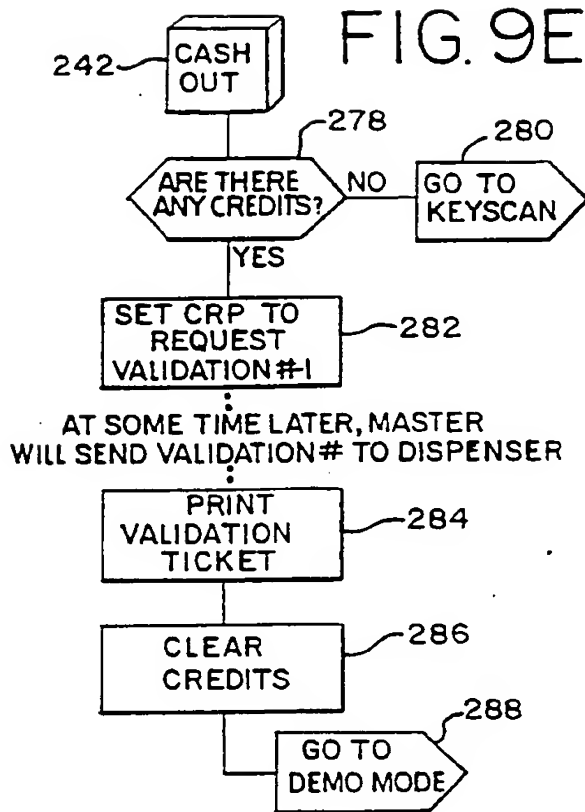 FIG. 9E
242
CASH
OUT
278
280
ARE THERE
ANY CREDITS?
NO
GO TO
KEYSCAN
YES
SET CRP TO
REQUEST
VALIDATION #1
282
AT SOME TIME LATER, MASTER
WILL SEND VALIDATION # TO DISPENSER
PRINT
VALIDATION
TICKET
284
CLEAR
CREDITS
286
288
GO TO
DEMO MODE